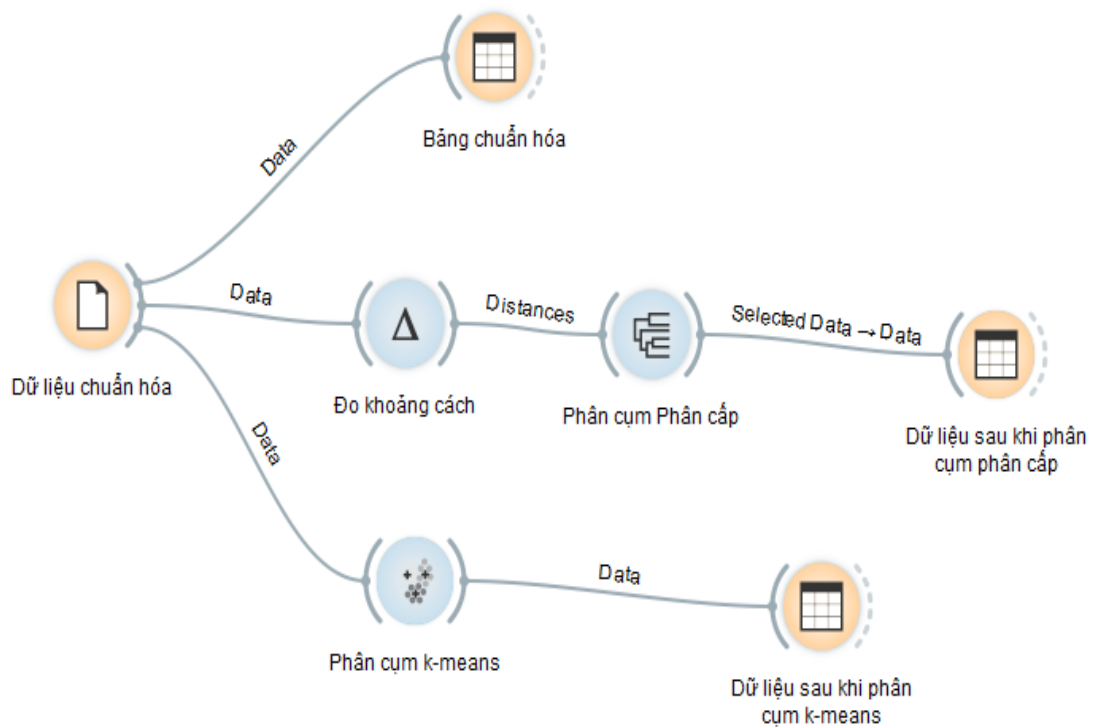 Data
Bảng chuẩn hóa
Dữ liệu chuẩn hóa
Data
Đo khoảng cách
Distances
Phân cụm Phân cấp
Selected Data → Data
Dữ liệu sau khi phân
cụm phân cấp
Data
Phân cụm k-means
Data
Dữ liệu sau khi phân
cụm k-means